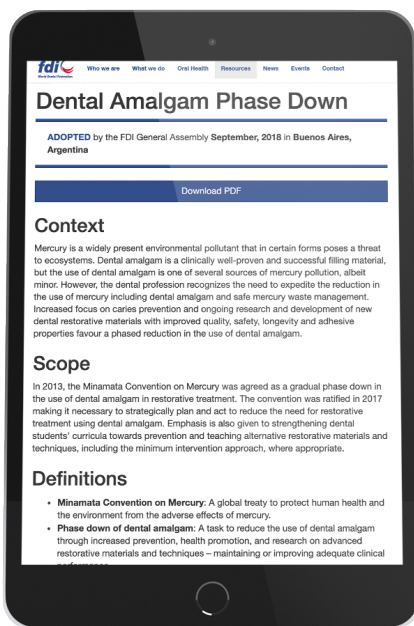 fdi
World Dental Federation
Who we are What we do Oral Health Resources News Events Contact
Dental Amalgam Phase Down
ADOPTED by the FDI General Assembly September, 2018 in Buenos Aires,
Argentina
Download PDF
Context
Mercury is a widely present environmental pollutant that in certain forms poses a threat
to ecosystems. Dental amalgam is a clinically well-proven and successful filling material,
but the use of dental amalgam is one of several sources of mercury pollution, albeit
minor. However, the dental profession recognizes the need to expedite the reduction in
the use of mercury including dental amalgam and safe mercury waste management.
Increased focus on caries prevention and ongoing research and development of new
dental restorative materials with improved quality, safety, longevity and adhesive
properties favour a phased reduction in the use of dental amalgam.
Scope
In 2013, the Minamata Convention on Mercury was agreed as a gradual phase down in
the use of dental amalgam in restorative treatment. The convention was ratified in 2017
making it necessary to strategically plan and act to reduce the need for restorative
treatment using dental amalgam. Emphasis is also given to strengthening dental
students' curricula towards prevention and teaching alternative restorative materials and
techniques, including the minimum intervention approach, where appropriate.
Definitions
• Minamata Convention on Mercury: A global treaty to protect human health and
the environment from the adverse effects of mercury.
• Phase down of dental amalgam: A task to reduce the use of dental amalgam
through increased prevention, health promotion, and research on advanced
restorative materials and techniques – maintaining or improving adequate clinical
performance